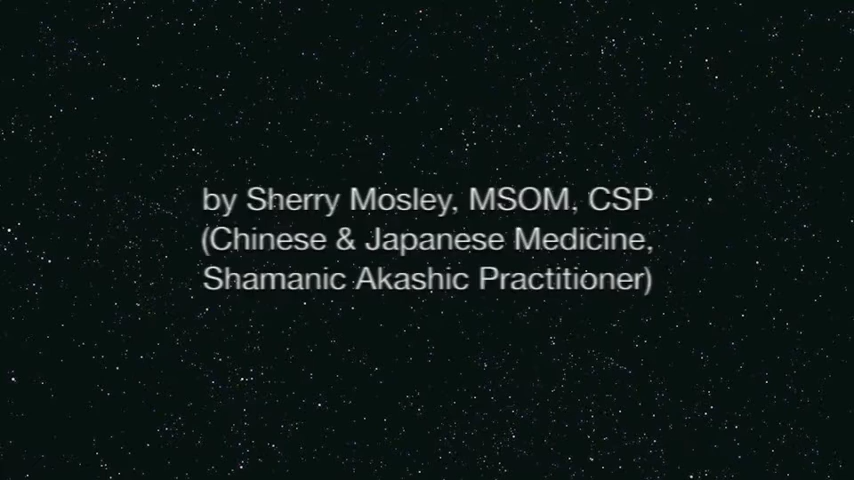 by Sherry Mosley, MSOM, CSP
(Chinese & Japanese Medicine,
Shamanic Akashic Practitioner)